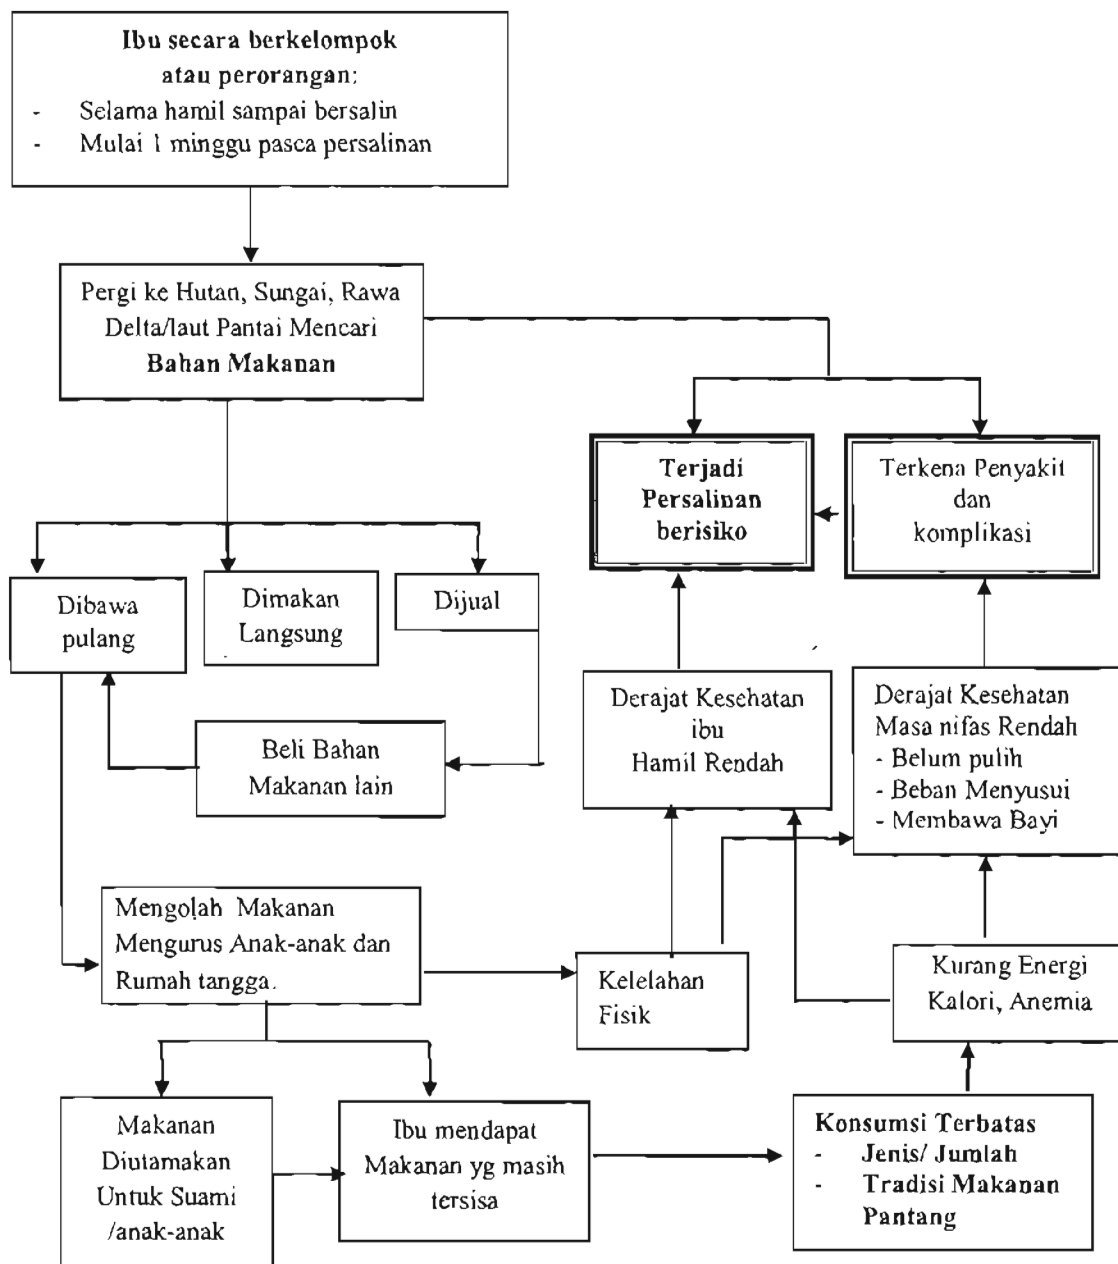 Ibu secara berkelompok
atau perorangan:
- Selama hamil sampai bersalin
- Mulai 1 minggu pasca persalinan
Pergi ke Hutan, Sungai, Rawa
Delta/laut Pantai Mencari
Bahan Makanan
Terjadi
Persalinan
berisiko
Terkena Penyakit
dan
komplikasi
Dibawa
pulang
Dimakan
Langsung
Dijual
Beli Bahan
Makanan lain
Derajat Kesehatan
ibu
Hamil Rendah
Derajat Kesehatan
Masa nifas Rendah
- Belum pulih
- Beban Menyusui
- Membawa Bayi
Mengolah Makanan
Mengurus Anak-anak dan
Rumah tangga.
Kelelahan
Fisik
Kurang Energi
Kalori, Anemia
Makanan
Diutamakan
Untuk Suami
/anak-anak
Ibu mendapat
Makanan yg masih
tersisa
Konsumsi Terbatas
- Jenis/ Jumlah
- Tradisi Makanan
Pantang